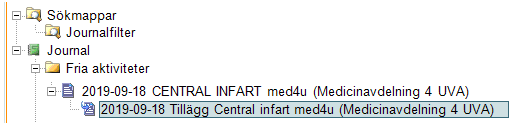 Sökmappar
Journalfilter
Journal
Fria aktiviteter
2019-09-18 CENTRAL INFART med4u (Medicinavdelning 4 UVA)
2019-09-18 Tillägg Central infart med4u (Medicinavdelning 4 UVA)